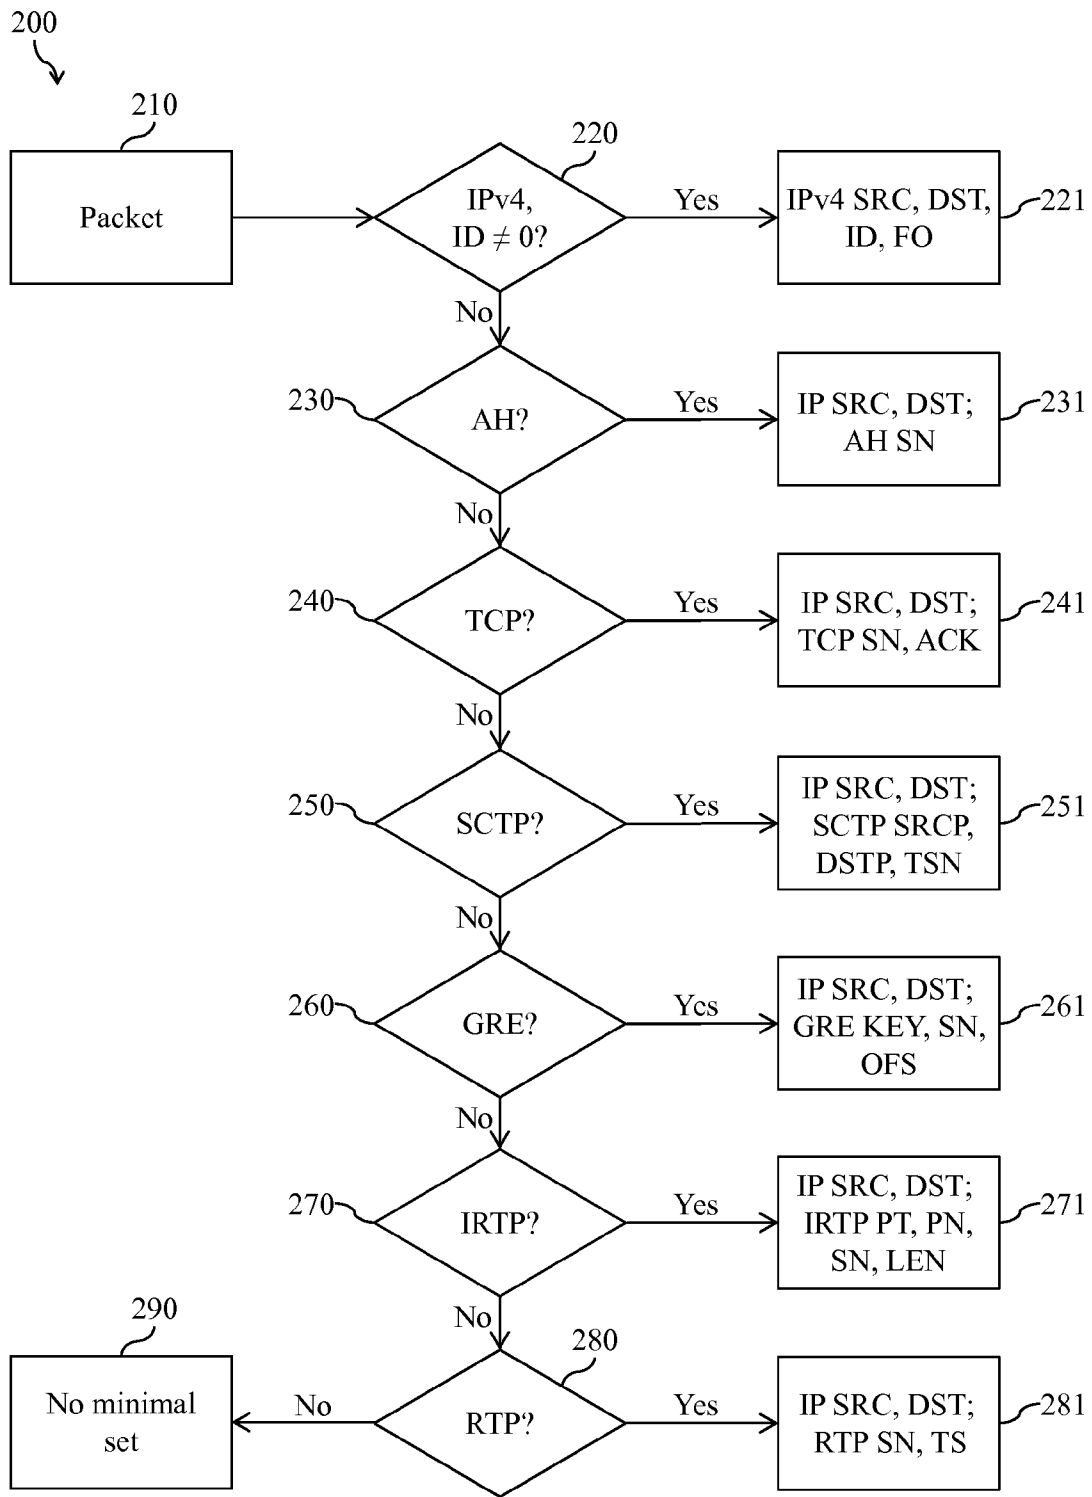 200
210
220
Packet
IPv4,
ID ≠ 0?
Yes
IPv4 SRC, DST,
ID, FO
221
No
230
AH?
Yes
IP SRC, DST;
AH SN
231
No
240
TCP?
Yes
IP SRC, DST;
TCP SN, ACK
241
No
250
SCTP?
Yes
IP SRC, DST;
SCTP SRCP,
DSTP, TSN
251
No
260
GRE?
Yes
IP SRC, DST;
GRE KEY, SN,
OFS
261
No
270
IRTP?
Yes
IP SRC, DST;
IRTP PT, PN,
SN, LEN
271
No
290
280
No minimal
set
No
RTP?
Yes
IP SRC, DST;
RTP SN, TS
281